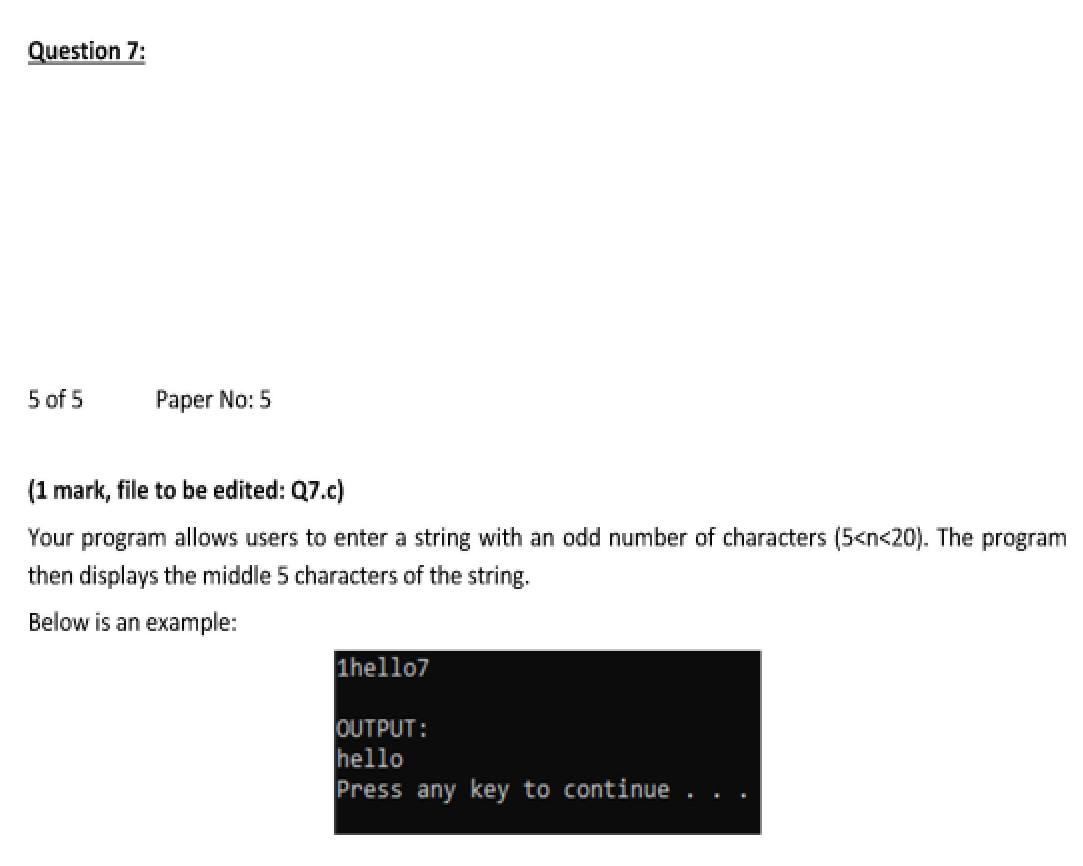 Question 7:
5 of 5 Paper No: 5
(1 mark, file to be edited: Q7.c)
Your program allows users to enter a string with an odd number of characters (5<n<20). The program
then displays the middle 5 characters of the string.
Below is an example:
1hello7
OUTPUT:
hello
Press any key to continue . . .